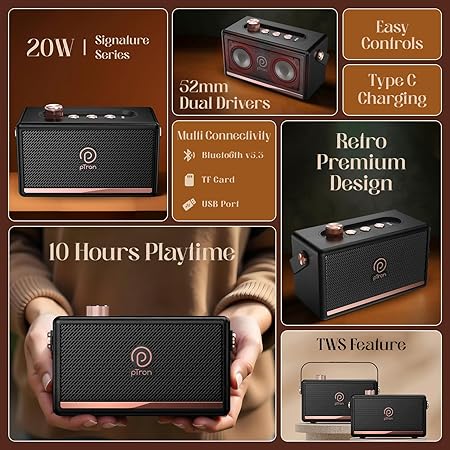 20W
Signature
Series
pTron
52mm
Dual Drivers
Easy
Controls
Type C
Charging
Multi Connectivity
Bluetooth v5.3
TF Card
USB Port
Retro
Premium
Design
pTron
10 Hours Playtime
pTron
TWS Feature